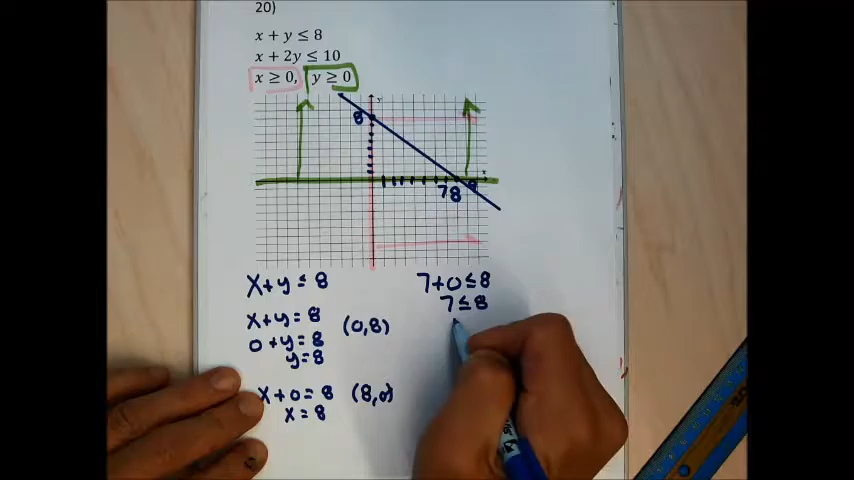 20)
x + y ≤ 8
x + 2y ≤ 10
x ≥ 0, y ≥ 0
y
8
x
7 8 9
x+y ≤ 8
7+0 ≤ 8
7 ≤ 8
x+y = 8
0 + y = 8
y = 8
(0,8)
x + 0 = 8
x = 8
(8,0)